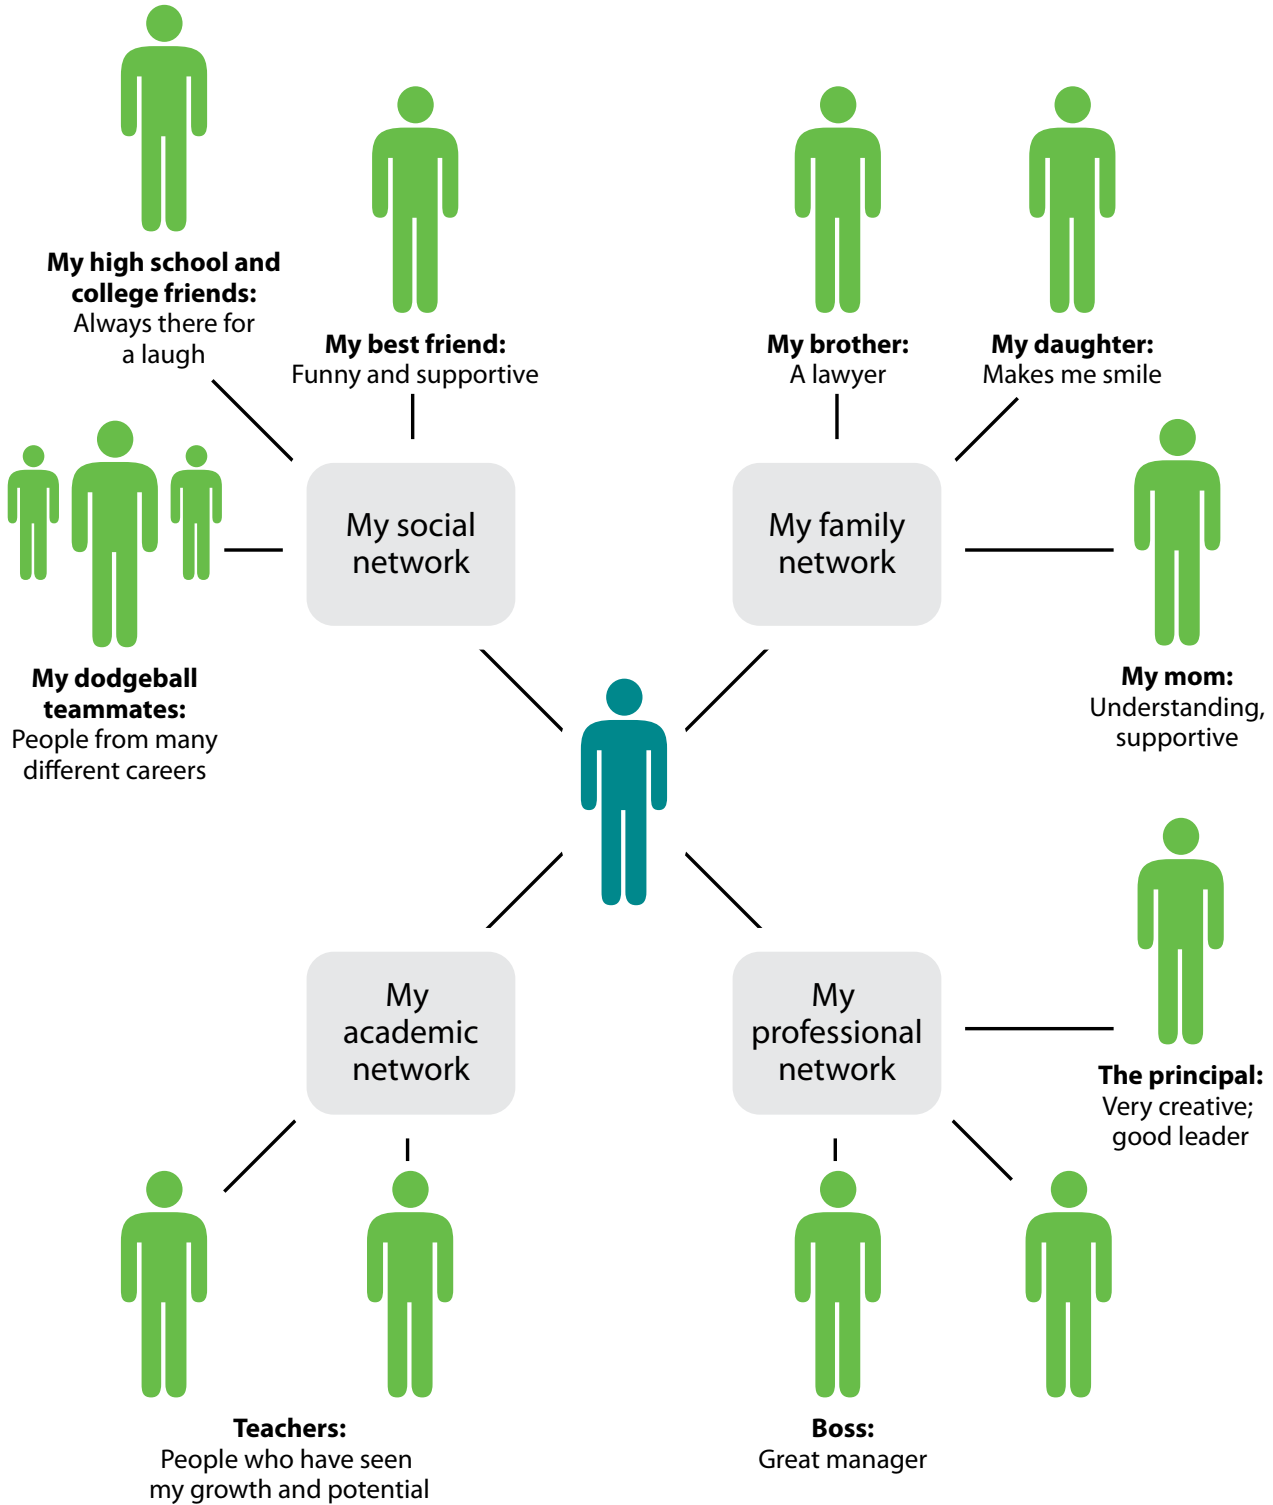 My high school and
college friends:
Always there for
a laugh
My best friend:
Funny and supportive
My brother:
A lawyer
My daughter:
Makes me smile
My social
network
My family
network
My dodgeball
teammates:
People from many
different careers
My mom:
Understanding,
supportive
My
academic
network
My
professional
network
The principal:
Very creative;
good leader
Teachers:
People who have seen
my growth and potential
Boss:
Great manager